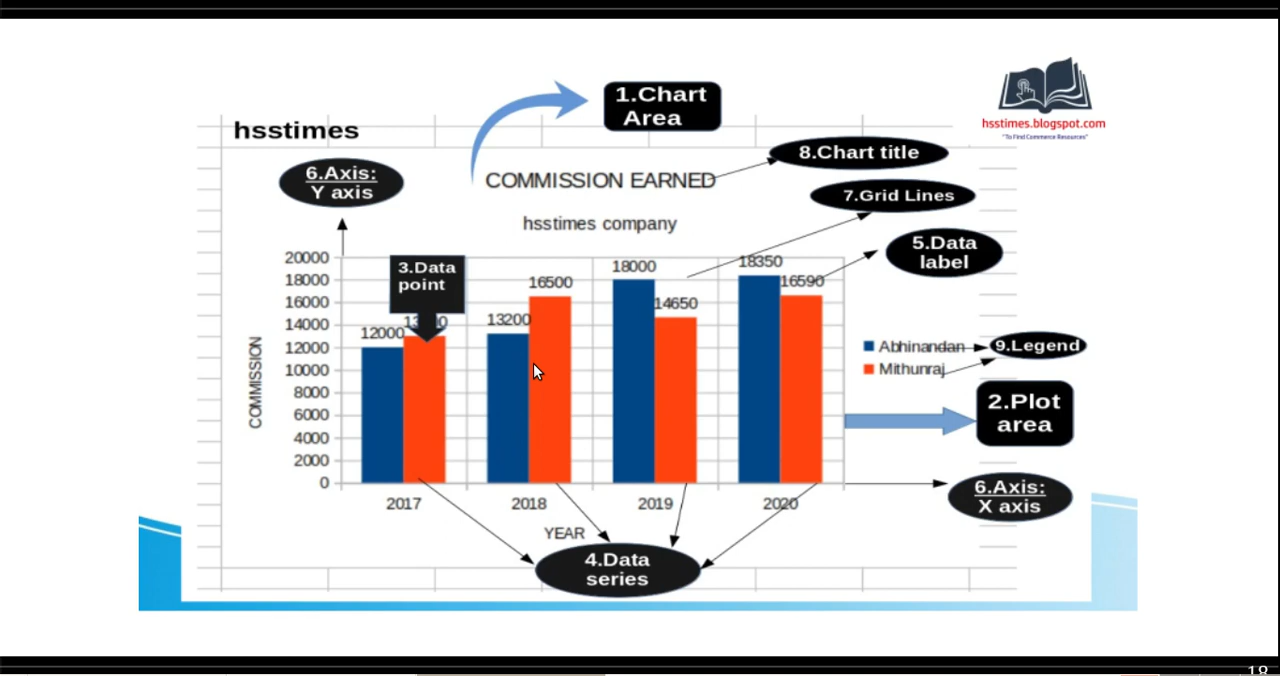 1.Chart
Area
hsstimes.blogspot.com
"To Find Commerce Resources"
hsstimes
8.Chart title
6.Axis:
Y axis
COMMISSION EARNED
7.Grid Lines
hsstimes company
5.Data
label
20000
18000
16000
14000
12000
10000
8000
6000
4000
2000
0
COMMISSION
3.Data
point
12000
13200
16500
18000
14650
18350
16590
Abhinandan
Mithunraj
9.Legend
2.Plot
area
6.Axis:
X axis
2017 2018 2019 2020
YEAR
4.Data
series
18